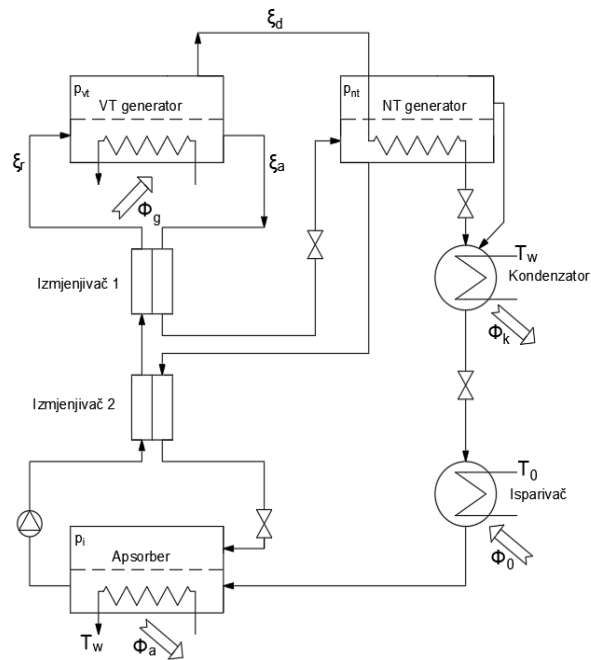 ξd
pvt
VT generator
pnt
NT generator
ξr
ξa
Φg
Izmjenjivač 1
Tw
Kondenzator
Φk
Izmjenjivač 2
T0
Isparivač
pi
Apsorber
Φ0
Tw
Φa